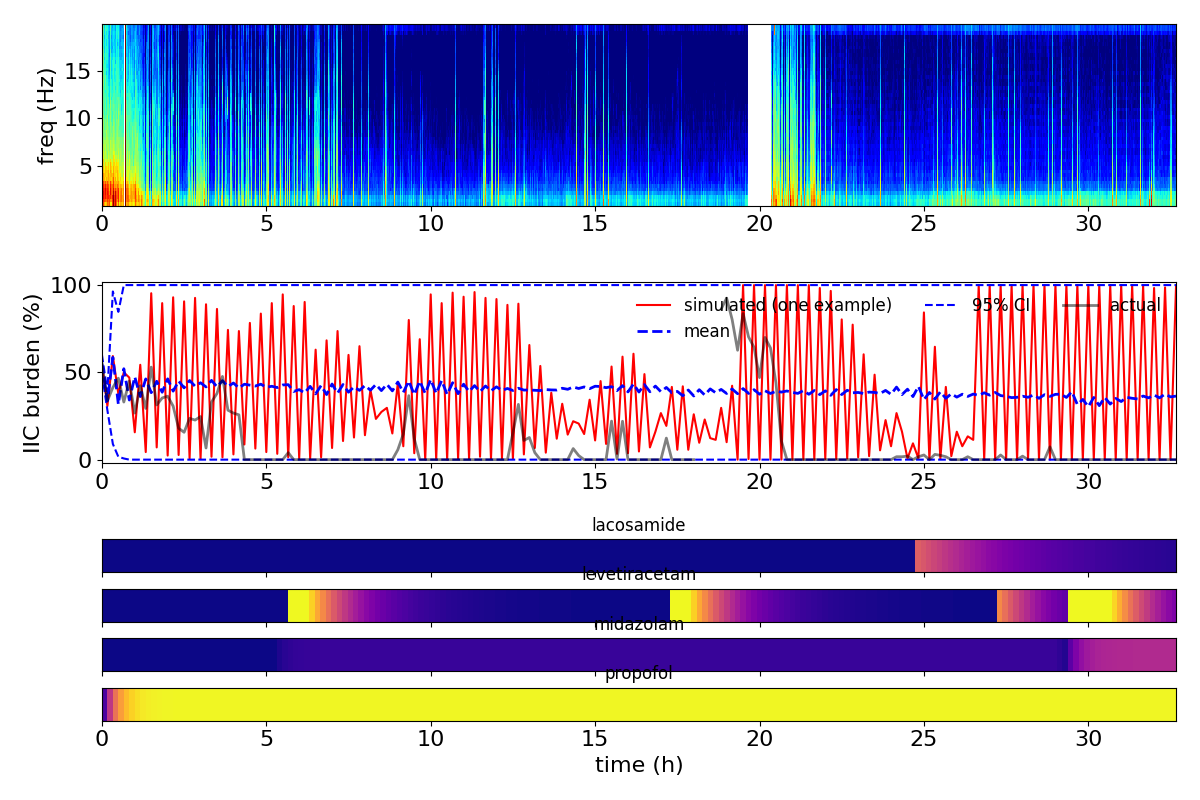 freq (Hz)
15
10
5
0 5 10 15 20 25 30
IIC burden (%)
100
50
0
simulated (one example) 95% CI actual
mean
0 5 10 15 20 25 30
lacosamide
levetiracetam
midazolam
propofol
0 5 10 15 20 25 30
time (h)